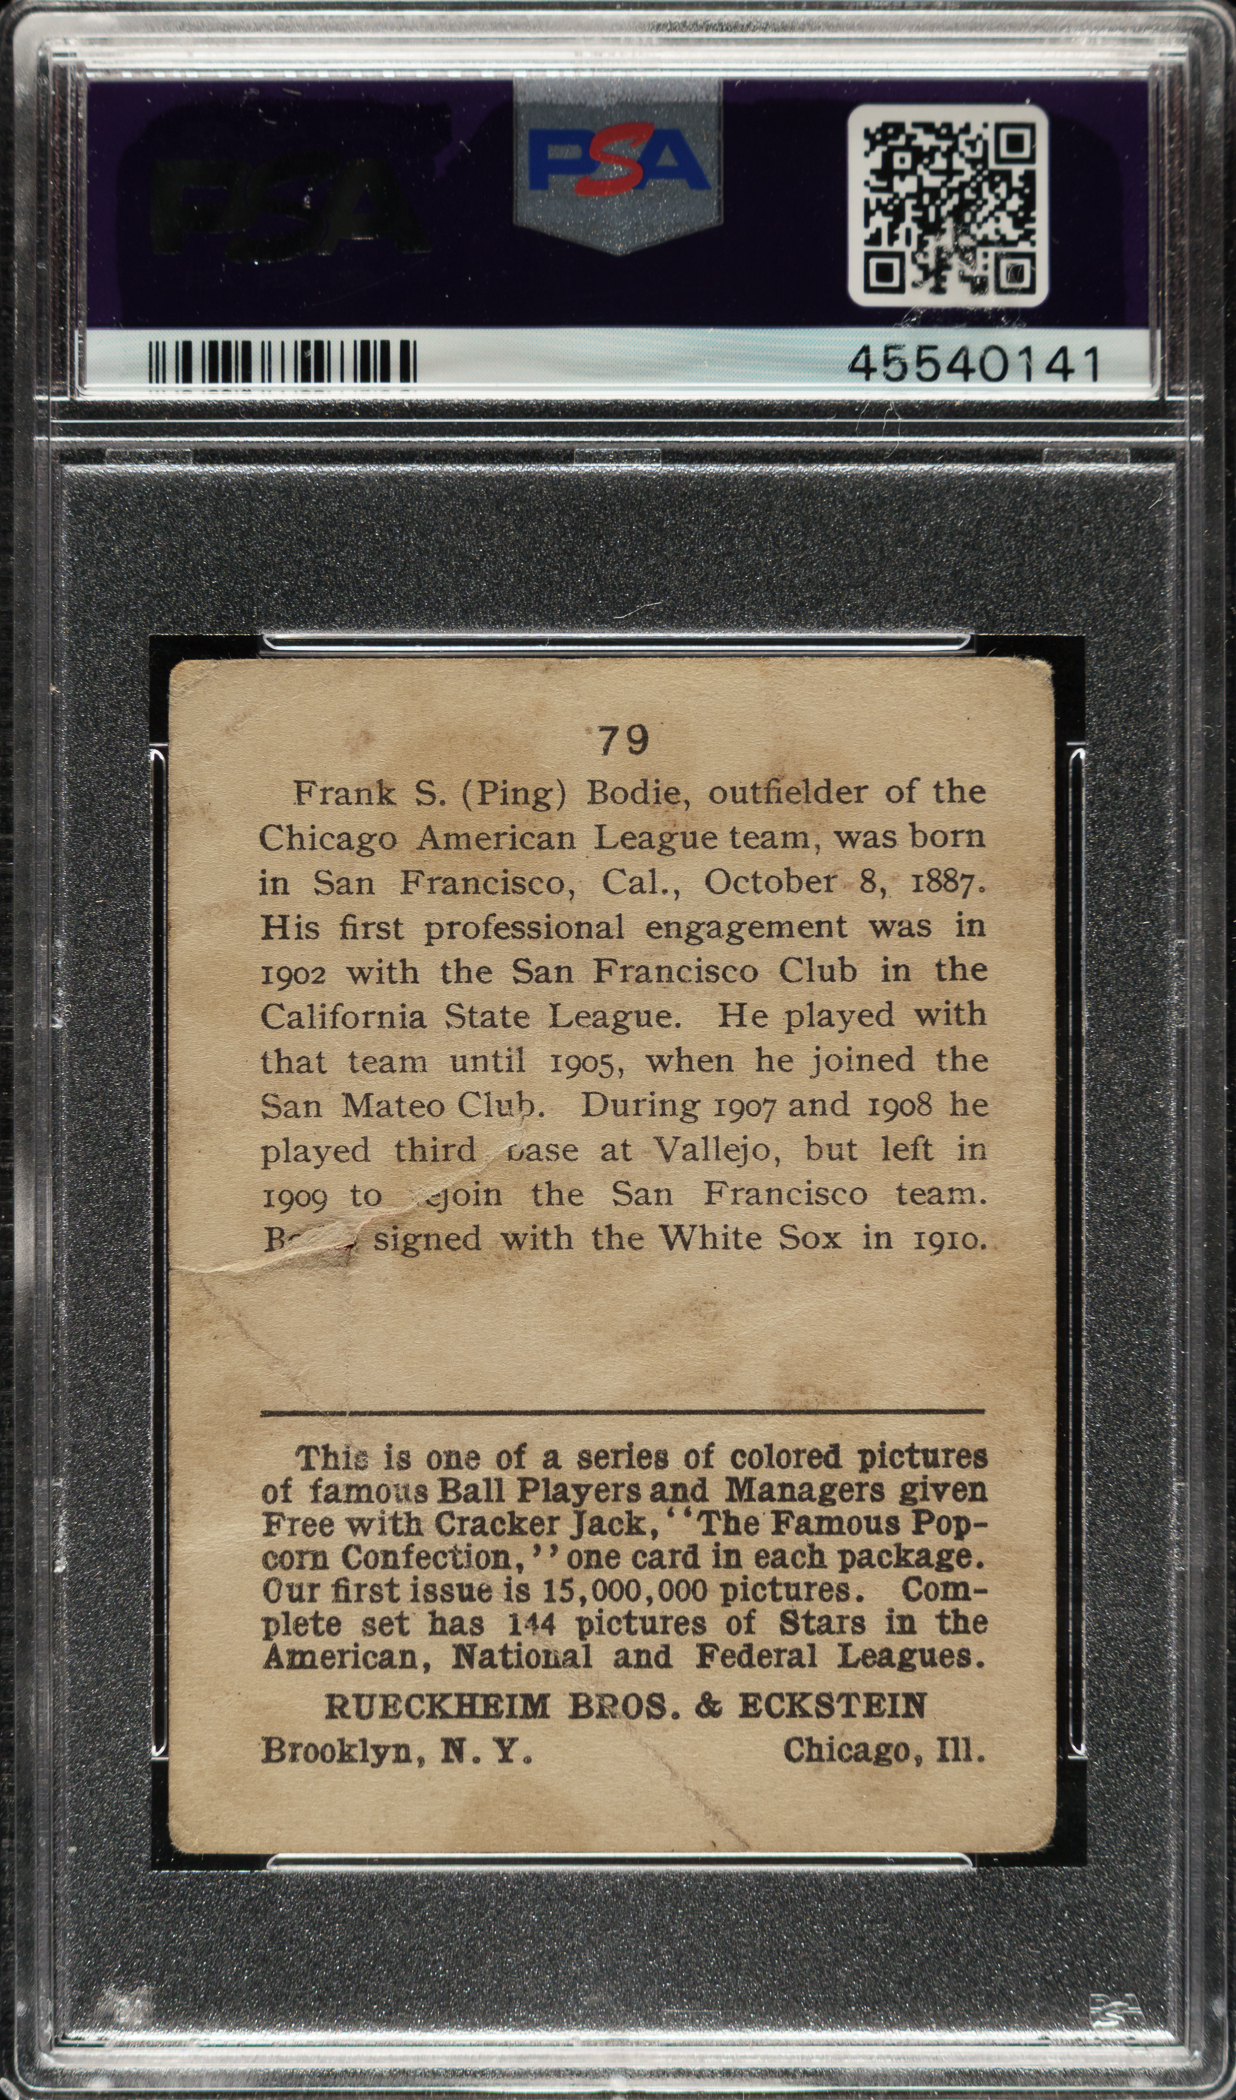 PSA
PSA
45540141
79
Frank S. (Ping) Bodie, outfielder of the
Chicago American League team, was born
in San Francisco, Cal., October 8, 1887.
His first professional engagement was in
1902 with the San Francisco Club in the
California State League. He played with
that team until 1905, when he joined the
San Mateo Club. During 1907 and 1908 he
played third base at Vallejo, but left in
1909 to rejoin the San Francisco team.
signed with the White Sox in 1910.
This is one of a series of colored pictures
of famous Ball Players and Managers given
Free with Cracker Jack, "The Famous Pop-
corn Confection," one card in each package.
Our first issue is 15,000,000 pictures. Com-
plete set has 144 pictures of Stars in the
American, National and Federal Leagues.
RUECKHEIM BROS. & ECKSTEIN
Brooklyn, N. Y. Chicago, Ill.
PSA